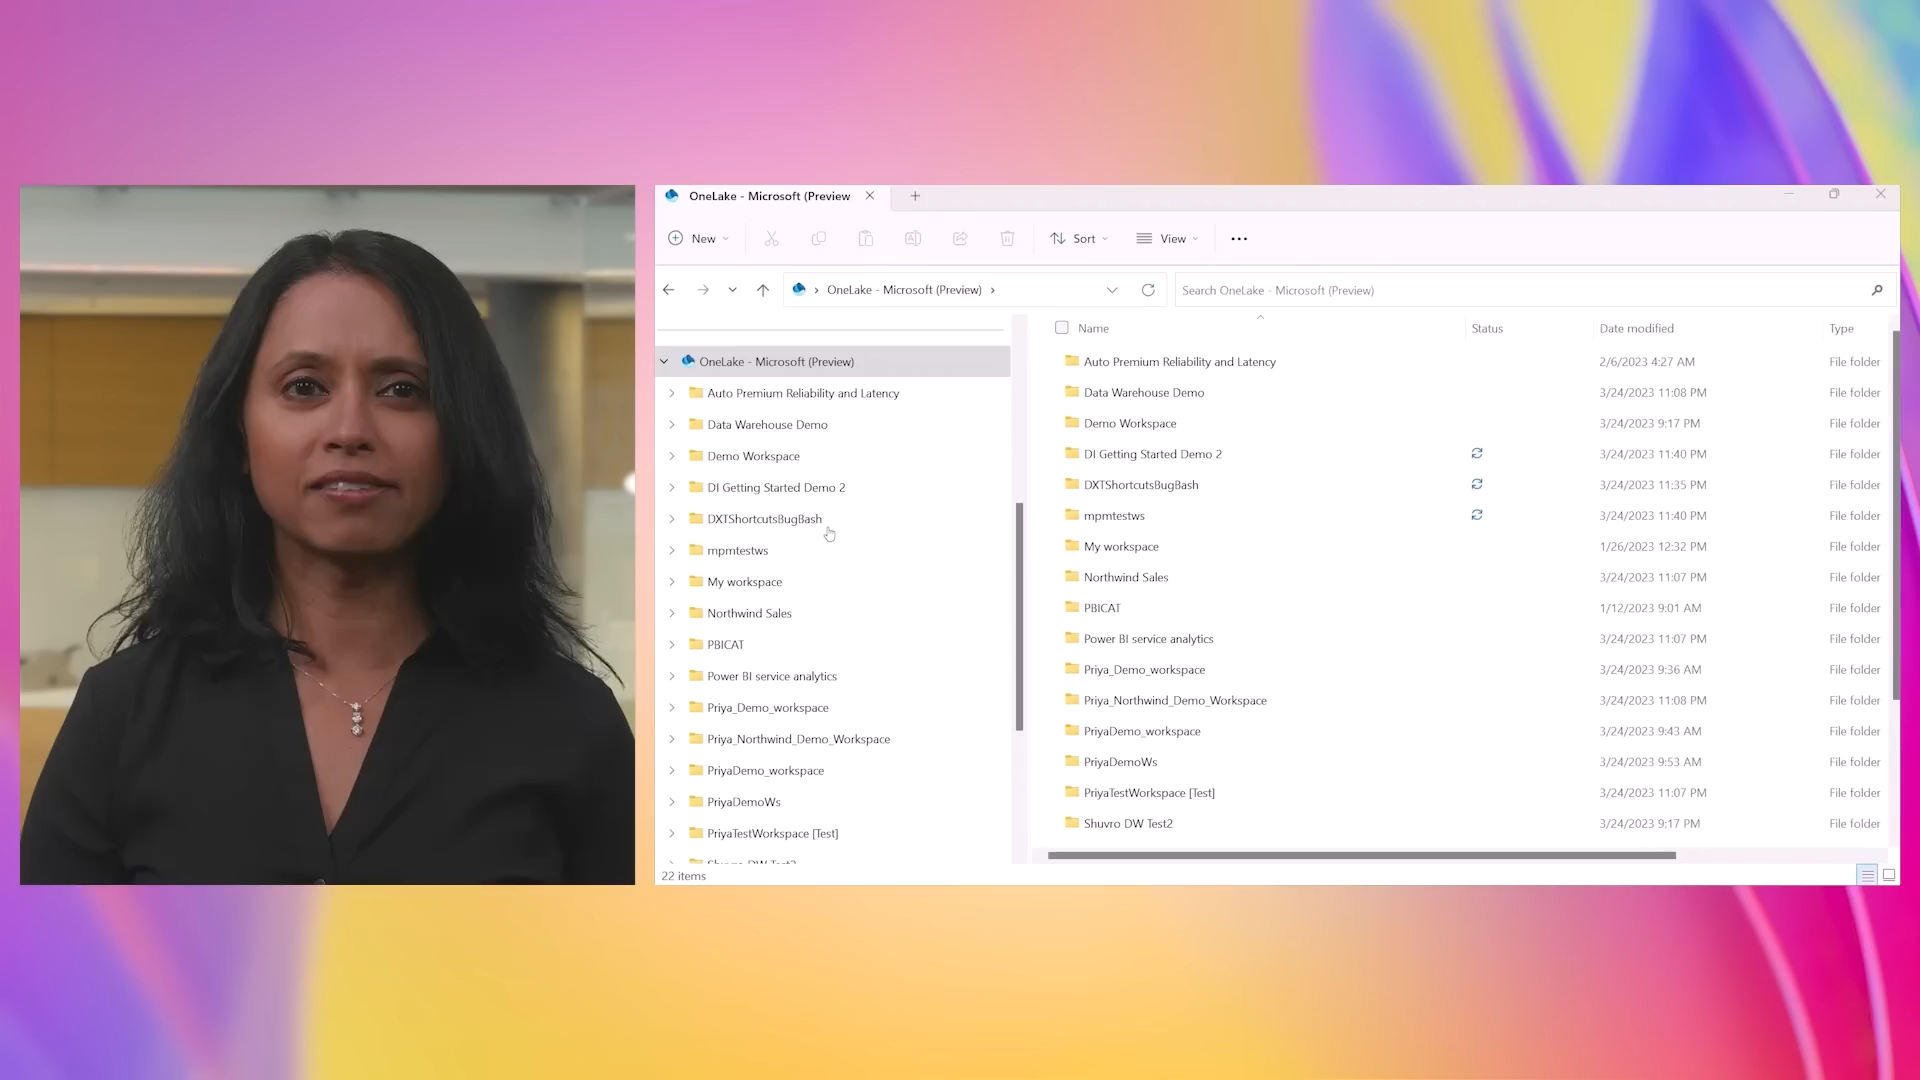 OneLake - Microsoft (Preview
New
Sort
View
OneLake - Microsoft (Preview)
Search OneLake - Microsoft (Preview)
OneLake - Microsoft (Preview)
Auto Premium Reliability and Latency
Data Warehouse Demo
Demo Workspace
DI Getting Started Demo 2
DXTShortcutsBugBash
mpmtestws
My workspace
Northwind Sales
PBICAT
Power BI service analytics
Priya_Demo_workspace
Priya_Northwind_Demo_Workspace
PriyaDemo_workspace
PriyaDemoWs
PriyaTestWorkspace [Test]
Shuvro DW Test2
Name Status Date modified Type
Auto Premium Reliability and Latency 2/6/2023 4:27 AM File folder
Data Warehouse Demo 3/24/2023 11:08 PM File folder
Demo Workspace 3/24/2023 9:17 PM File folder
DI Getting Started Demo 2 3/24/2023 11:40 PM File folder
DXTShortcutsBugBash 3/24/2023 11:35 PM File folder
mpmtestws 3/24/2023 11:40 PM File folder
My workspace 1/26/2023 12:32 PM File folder
Northwind Sales 3/24/2023 11:07 PM File folder
PBICAT 1/12/2023 9:01 AM File folder
Power BI service analytics 3/24/2023 11:07 PM File folder
Priya_Demo_workspace 3/24/2023 9:36 AM File folder
Priya_Northwind_Demo_Workspace 3/24/2023 11:08 PM File folder
PriyaDemo_workspace 3/24/2023 9:43 AM File folder
PriyaDemoWs 3/24/2023 9:53 AM File folder
PriyaTestWorkspace [Test] 3/24/2023 11:07 PM File folder
Shuvro DW Test2 3/24/2023 9:17 PM File folder
22 items